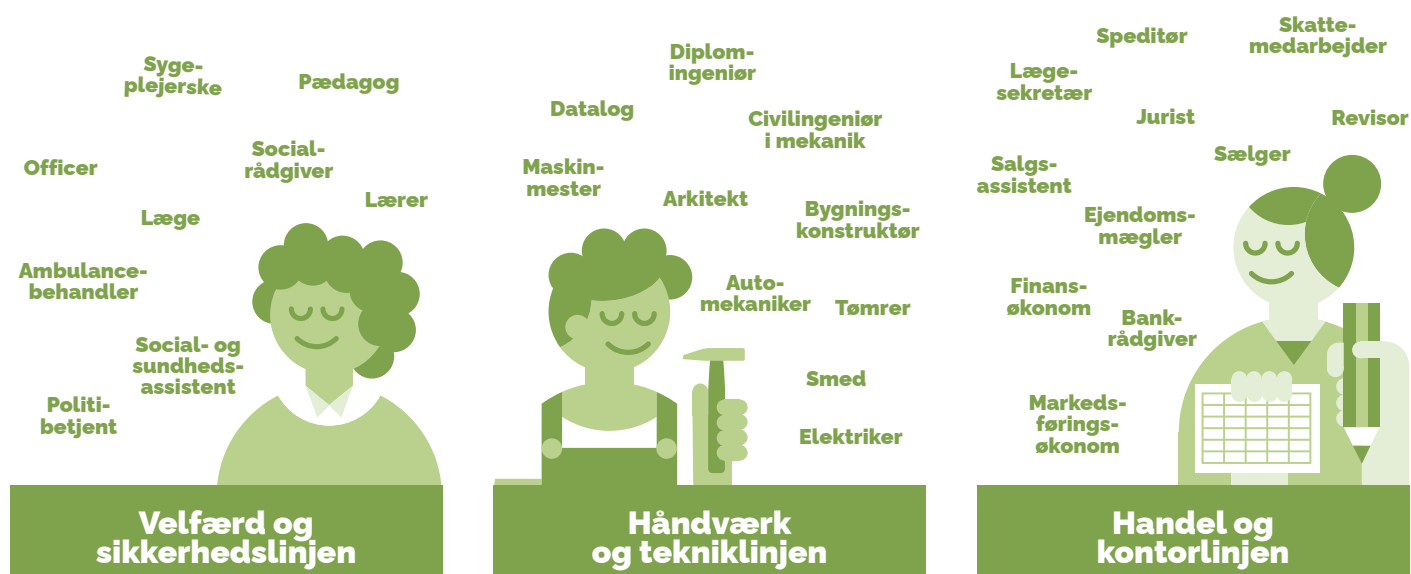 Syge-
plejerske
Pædagog
Officer
Social-
rådgiver
Lærer
Læge
Ambulance-
behandler
Social- og
sundheds-
assistent
Politi-
betjent
Velfærd og
sikkerhedslinjen
Diplom-
ingeniør
Datalog
Civilingeniør
i mekanik
Maskin-
mester
Arkitekt
Bygnings-
konstruktør
Auto-
mekaniker
Tømrer
Smed
Elektriker
Håndværk
og tekniklinjen
Speditør
Skatte-
medarbejder
Læge-
sekretær
Jurist
Revisor
Sælger
Salgs-
assistent
Ejendoms-
mægler
Finans-
økonom
Bank-
rådgiver
Markeds-
førings-
økonom
Handel og
kontorlinjen